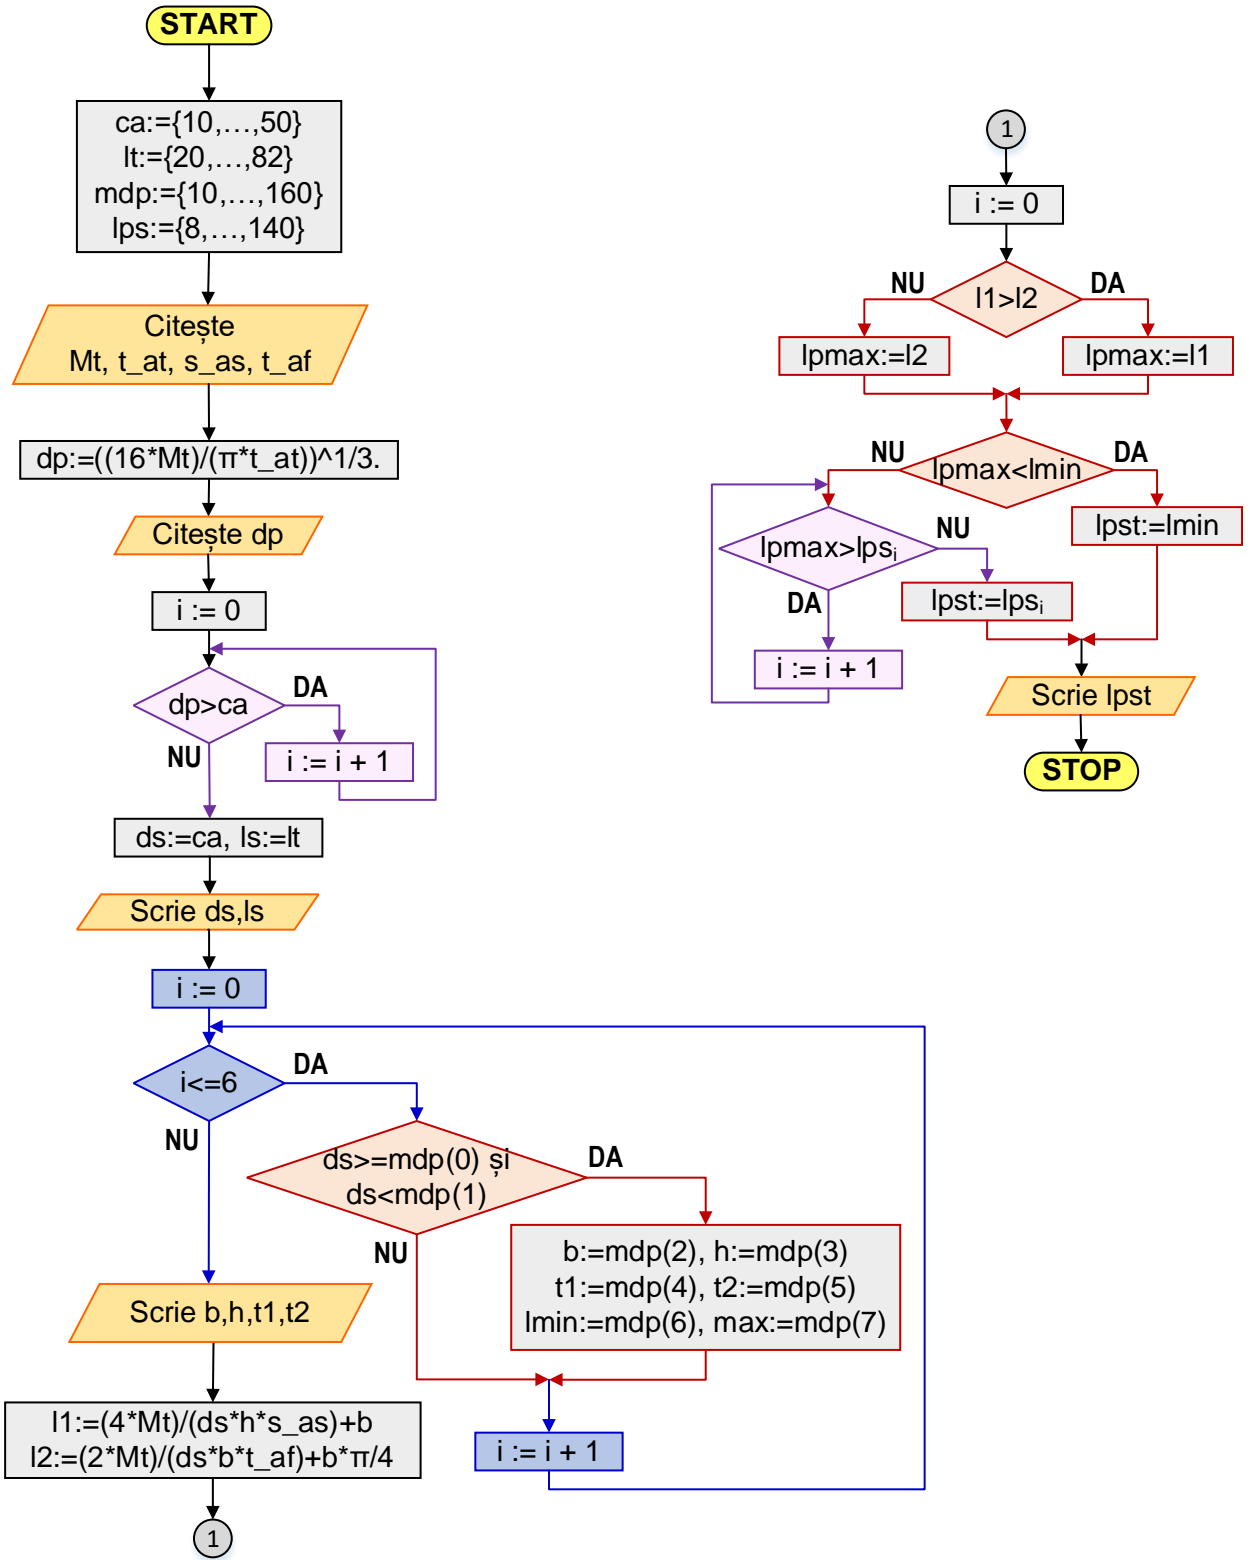 START
ca:={10,…,50}
lt:={20,…,82}
mdp:={10,…,160}
lps:={8,…,140}
Citește
Mt, t_at, s_as, t_af
dp:=((16*Mt)/(π*t_at))^1/3.
Citește dp
i := 0
dp>ca
DA
NU
i := i + 1
ds:=ca, ls:=lt
Scrie ds,ls
i := 0
i<=6
DA
NU
ds>=mdp(0) și
ds<mdp(1)
DA
NU
b:=mdp(2), h:=mdp(3)
t1:=mdp(4), t2:=mdp(5)
lmin:=mdp(6), max:=mdp(7)
Scrie b,h,t1,t2
i := i + 1
l1:=(4*Mt)/(ds*h*s_as)+b
l2:=(2*Mt)/(ds*b*t_af)+b*π/4
1
1
i := 0
NU
l1>l2
DA
lpmax:=l2
lpmax:=l1
NU
lpmax<lmin
DA
lpst:=lmin
lpmax>lpsi
NU
DA
lpst:=lpsi
i := i + 1
Scrie lpst
STOP